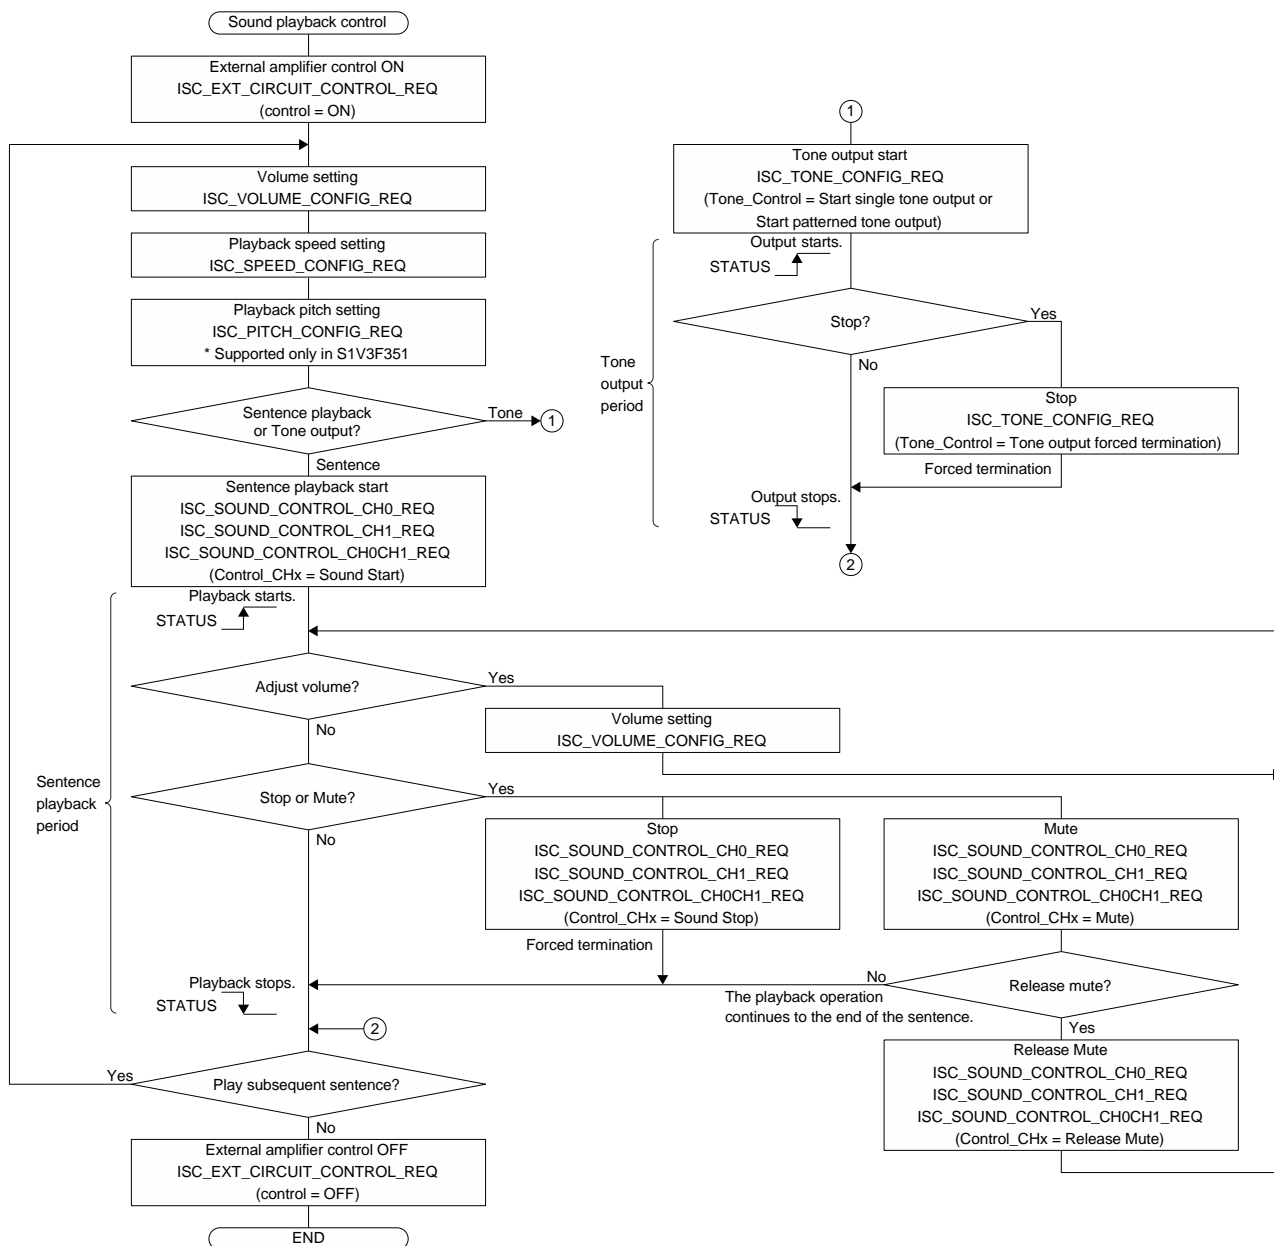 Sound playback control
External amplifier control ON
ISC_EXT_CIRCUIT_CONTROL_REQ
(control = ON)
Volume setting
ISC_VOLUME_CONFIG_REQ
Playback speed setting
ISC_SPEED_CONFIG_REQ
Playback pitch setting
ISC_PITCH_CONFIG_REQ
* Supported only in S1V3F351
Sentence playback
or Tone output?
Tone
1
Sentence
Sentence playback start
ISC_SOUND_CONTROL_CH0_REQ
ISC_SOUND_CONTROL_CH1_REQ
ISC_SOUND_CONTROL_CH0CH1_REQ
(Control_CHx = Sound Start)
Playback starts.
STATUS
Adjust volume?
Yes
No
Volume setting
ISC_VOLUME_CONFIG_REQ
Sentence
playback
period
Stop or Mute?
Yes
No
Stop
ISC_SOUND_CONTROL_CH0_REQ
ISC_SOUND_CONTROL_CH1_REQ
ISC_SOUND_CONTROL_CH0CH1_REQ
(Control_CHx = Sound Stop)
Forced termination
Mute
ISC_SOUND_CONTROL_CH0_REQ
ISC_SOUND_CONTROL_CH1_REQ
ISC_SOUND_CONTROL_CH0CH1_REQ
(Control_CHx = Mute)
Release mute?
No
The playback operation
continues to the end of the sentence.
Yes
Release Mute
ISC_SOUND_CONTROL_CH0_REQ
ISC_SOUND_CONTROL_CH1_REQ
ISC_SOUND_CONTROL_CH0CH1_REQ
(Control_CHx = Release Mute)
Playback stops.
STATUS
2
Play subsequent sentence?
Yes
No
External amplifier control OFF
ISC_EXT_CIRCUIT_CONTROL_REQ
(control = OFF)
END
1
Tone output start
ISC_TONE_CONFIG_REQ
(Tone_Control = Start single tone output or
Start patterned tone output)
Output starts.
STATUS
Stop?
Yes
No
Tone
output
period
Stop
ISC_TONE_CONFIG_REQ
(Tone_Control = Tone output forced termination)
Forced termination
Output stops.
STATUS
2